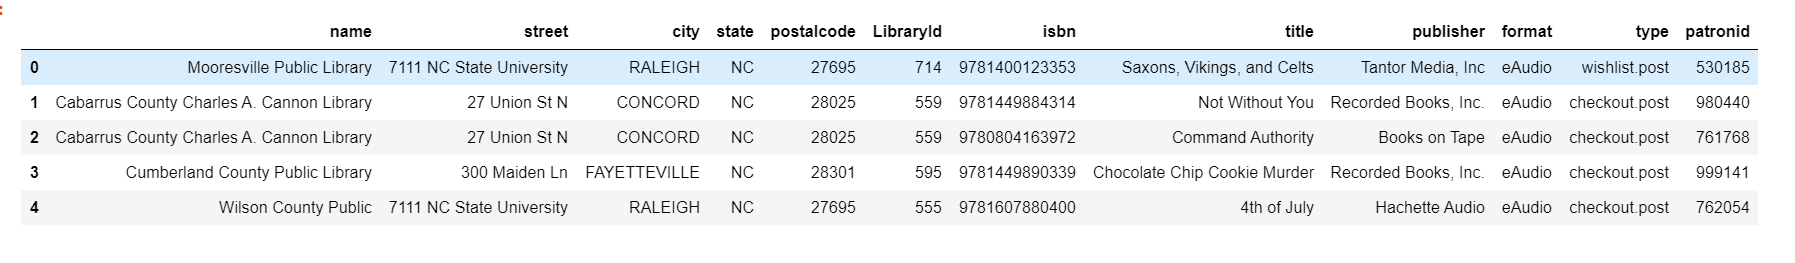 :
name street city state postalcode LibraryId isbn title publisher format type patronid
0 Mooresville Public Library 7111 NC State University RALEIGH NC 27695 714 9781400123353 Saxons, Vikings, and Celts Tantor Media, Inc eAudio wishlist.post 530185
1 Cabarrus County Charles A. Cannon Library 27 Union St N CONCORD NC 28025 559 9781449884314 Not Without You Recorded Books, Inc. eAudio checkout.post 980440
2 Cabarrus County Charles A. Cannon Library 27 Union St N CONCORD NC 28025 559 9780804163972 Command Authority Books on Tape eAudio checkout.post 761768
3 Cumberland County Public Library 300 Maiden Ln FAYETTEVILLE NC 28301 595 9781449890339 Chocolate Chip Cookie Murder Recorded Books, Inc. eAudio checkout.post 999141
4 Wilson County Public 7111 NC State University RALEIGH NC 27695 555 9781607880400 4th of July Hachette Audio eAudio checkout.post 762054